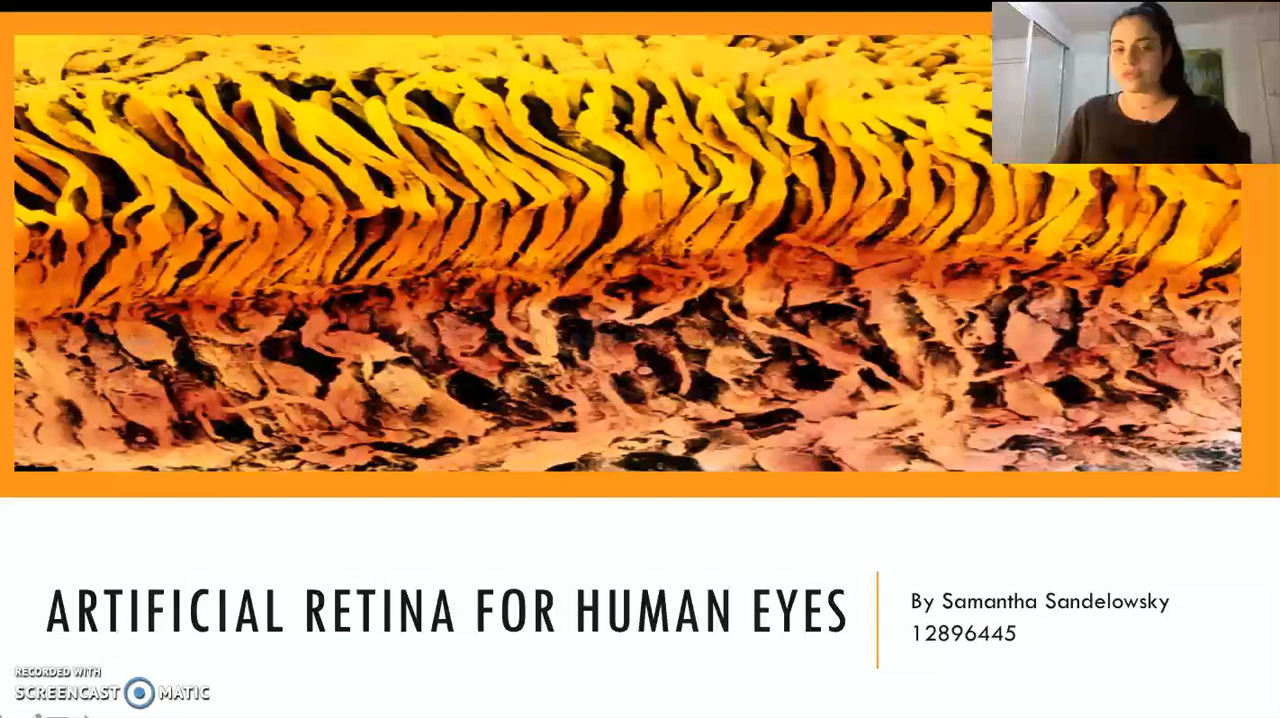 ARTIFICIAL RETINA FOR HUMAN EYES
By Samantha Sandelowsky
12896445
RECORDED WITH
SCREENCAST MATIC